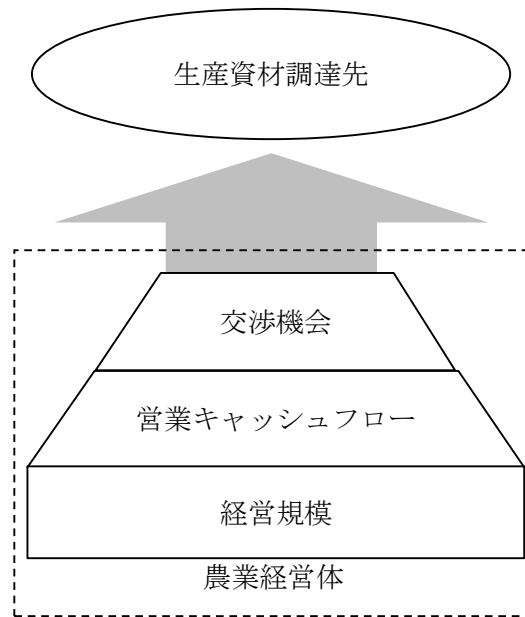 生産資材調達先
交渉機会
営業キャッシュフロー
経営規模
農業経営体